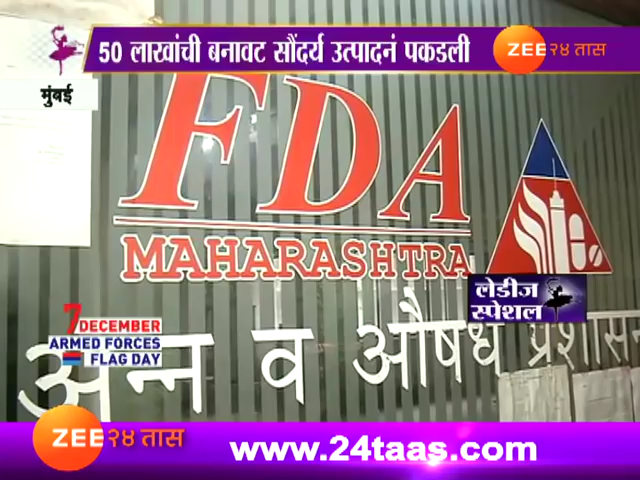 50 लाखांची बनावट सौंदर्य उत्पादनं पकडली
ZEE २४ तास
मुंबई
FDA
MAHARASHTRA
लेडीज
स्पेशल
7 DECEMBER
ARMED FORCES
FLAG DAY
अन्न व औषध प्रशासन
ZEE २४ तास
www.24taas.com